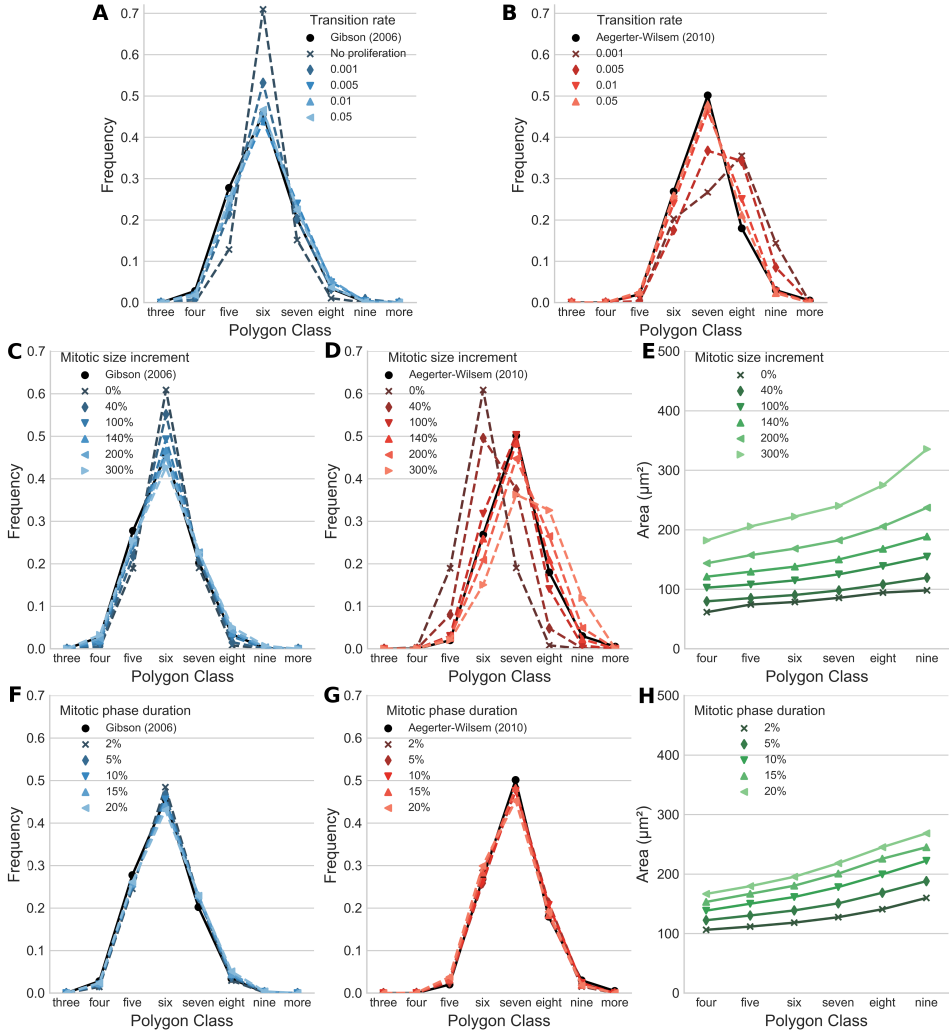 A
Transition rate
Gibson (2006)
No proliferation
0.001
0.005
0.01
0.05
0.7
0.6
0.5
0.4
0.3
0.2
0.1
0.0
Frequency
three four five six seven eight nine more
Polygon Class
B
Transition rate
Aegerter-Wilsem (2010)
0.001
0.005
0.01
0.05
0.7
0.6
0.5
0.4
0.3
0.2
0.1
0.0
Frequency
three four five six seven eight nine more
Polygon Class
C
Mitotic size increment
Gibson (2006)
0%
40%
100%
140%
200%
300%
0.7
0.6
0.5
0.4
0.3
0.2
0.1
0.0
Frequency
three four five six seven eight nine more
Polygon Class
D
Mitotic size increment
Aegerter-Wilsem (2010)
0%
40%
100%
140%
200%
300%
0.7
0.6
0.5
0.4
0.3
0.2
0.1
0.0
Frequency
three four five six seven eight nine more
Polygon Class
E
Mitotic size increment
0%
40%
100%
140%
200%
300%
500
400
300
200
100
0
Area (μm²)
four five six seven eight nine
Polygon Class
F
Mitotic phase duration
Gibson (2006)
2%
5%
10%
15%
20%
0.7
0.6
0.5
0.4
0.3
0.2
0.1
0.0
Frequency
three four five six seven eight nine more
Polygon Class
G
Mitotic phase duration
Aegerter-Wilsem (2010)
2%
5%
10%
15%
20%
0.7
0.6
0.5
0.4
0.3
0.2
0.1
0.0
Frequency
three four five six seven eight nine more
Polygon Class
H
Mitotic phase duration
2%
5%
10%
15%
20%
500
400
300
200
100
0
Area (μm²)
four five six seven eight nine
Polygon Class